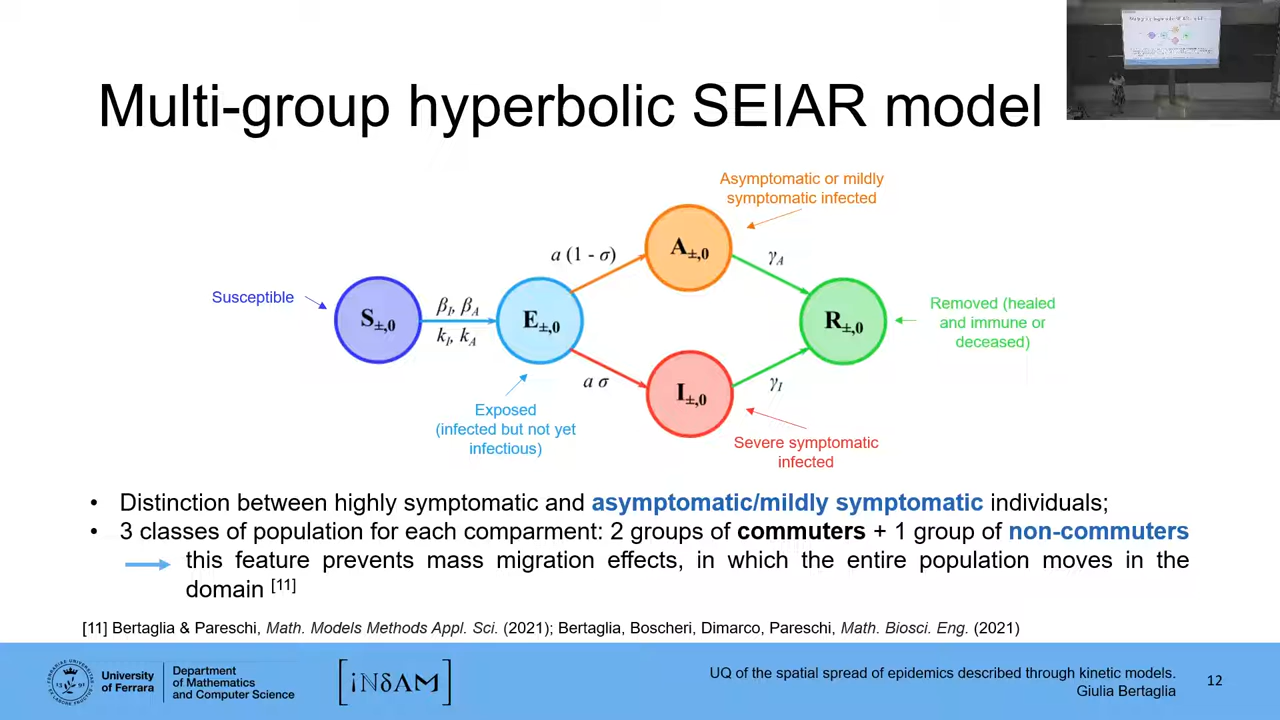 Multi-group hyperbolic SEIAR model
Asymptomatic or mildly
symptomatic infected
a (1 - σ)
A±,0
γA
Susceptible
S±,0
βI, βA
kI, kA
E±,0
R±,0
Removed (healed
and immune or
deceased)
a σ
I±,0
γI
Exposed
(infected but not yet
infectious)
Severe symptomatic
infected
• Distinction between highly symptomatic and asymptomatic/mildly symptomatic individuals;
• 3 classes of population for each comparment: 2 groups of commuters + 1 group of non-commuters
this feature prevents mass migration effects, in which the entire population moves in the
domain [11]
[11] Bertaglia & Pareschi, Math. Models Methods Appl. Sci. (2021); Bertaglia, Boscheri, Dimarco, Pareschi, Math. Biosci. Eng. (2021)
University
of Ferrara
Department
of Mathematics
and Computer Science
iNδAM
UQ of the spatial spread of epidemics described through kinetic models.
Giulia Bertaglia
12